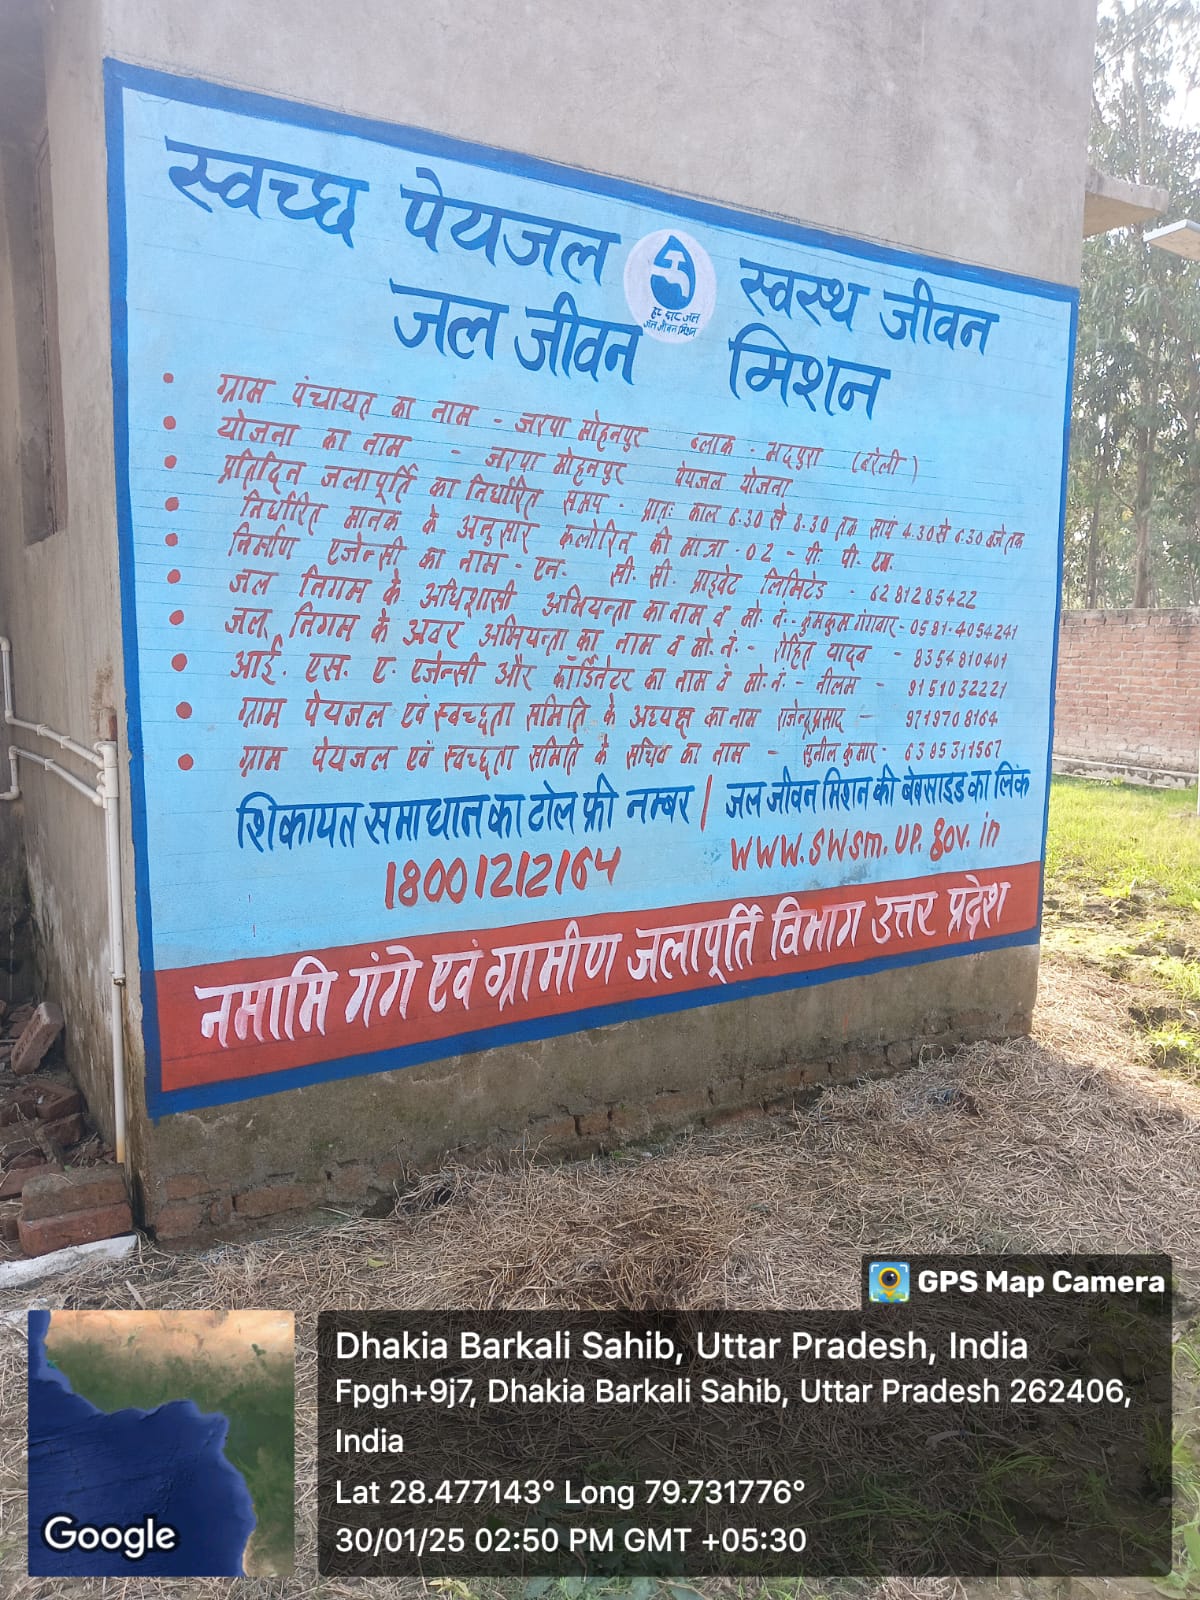 स्वच्छ पेयजल स्वस्थ जीवन
जल जीवन मिशन
हर घर जल
जल जीवन मिशन
• ग्राम पंचायत का नाम - जरपा मोहनपुर ब्लाक - भदपुरा (बरेली)
• योजना का नाम - जरपा मोहनपुर पेयजल योजना
• प्रतिदिन जलापूर्ति का निर्धारित समय - प्रातः काल 6.30 से 8.30 तक सायं 4.30 से 6.30 बजे तक
• निर्धारित मानक के अनुसार क्लोरिन की मात्रा - 02 - पी. पी. एम.
• निर्माण एजेन्सी का नाम - एन. सी. सी. प्राइवेट लिमिटेड - 6281285422
• जल निगम के अधिशासी अभियन्ता का नाम व मो. नं. - कुमकुम गंगवार - 0581-4054241
• जल निगम के अवर अभियन्ता का नाम व मो. नं. - रोहित यादव - 8354810401
• आई. एस. ए. एजेन्सी और कॉर्डिनेटर का नाम व मो. नं. - नीलम - 9151032221
• ग्राम पेयजल एवं स्वच्छता समिति के अध्यक्ष का नाम राजेन्द्र प्रसाद - 9719708164
• ग्राम पेयजल एवं स्वच्छता समिति के सचिव का नाम - सुनील कुमार - 6385311567
शिकायत समाधान का टोल फ्री नम्बर | जल जीवन मिशन की बेबसाइड का लिंक
18001212164 www.swsm.up.gov.in
नमामि गंगे एवं ग्रामीण जलापूर्ति विभाग उत्तर प्रदेश
GPS Map Camera
Dhakia Barkali Sahib, Uttar Pradesh, India
Fpgh+9j7, Dhakia Barkali Sahib, Uttar Pradesh 262406,
India
Lat 28.477143° Long 79.731776°
30/01/25 02:50 PM GMT +05:30
Google